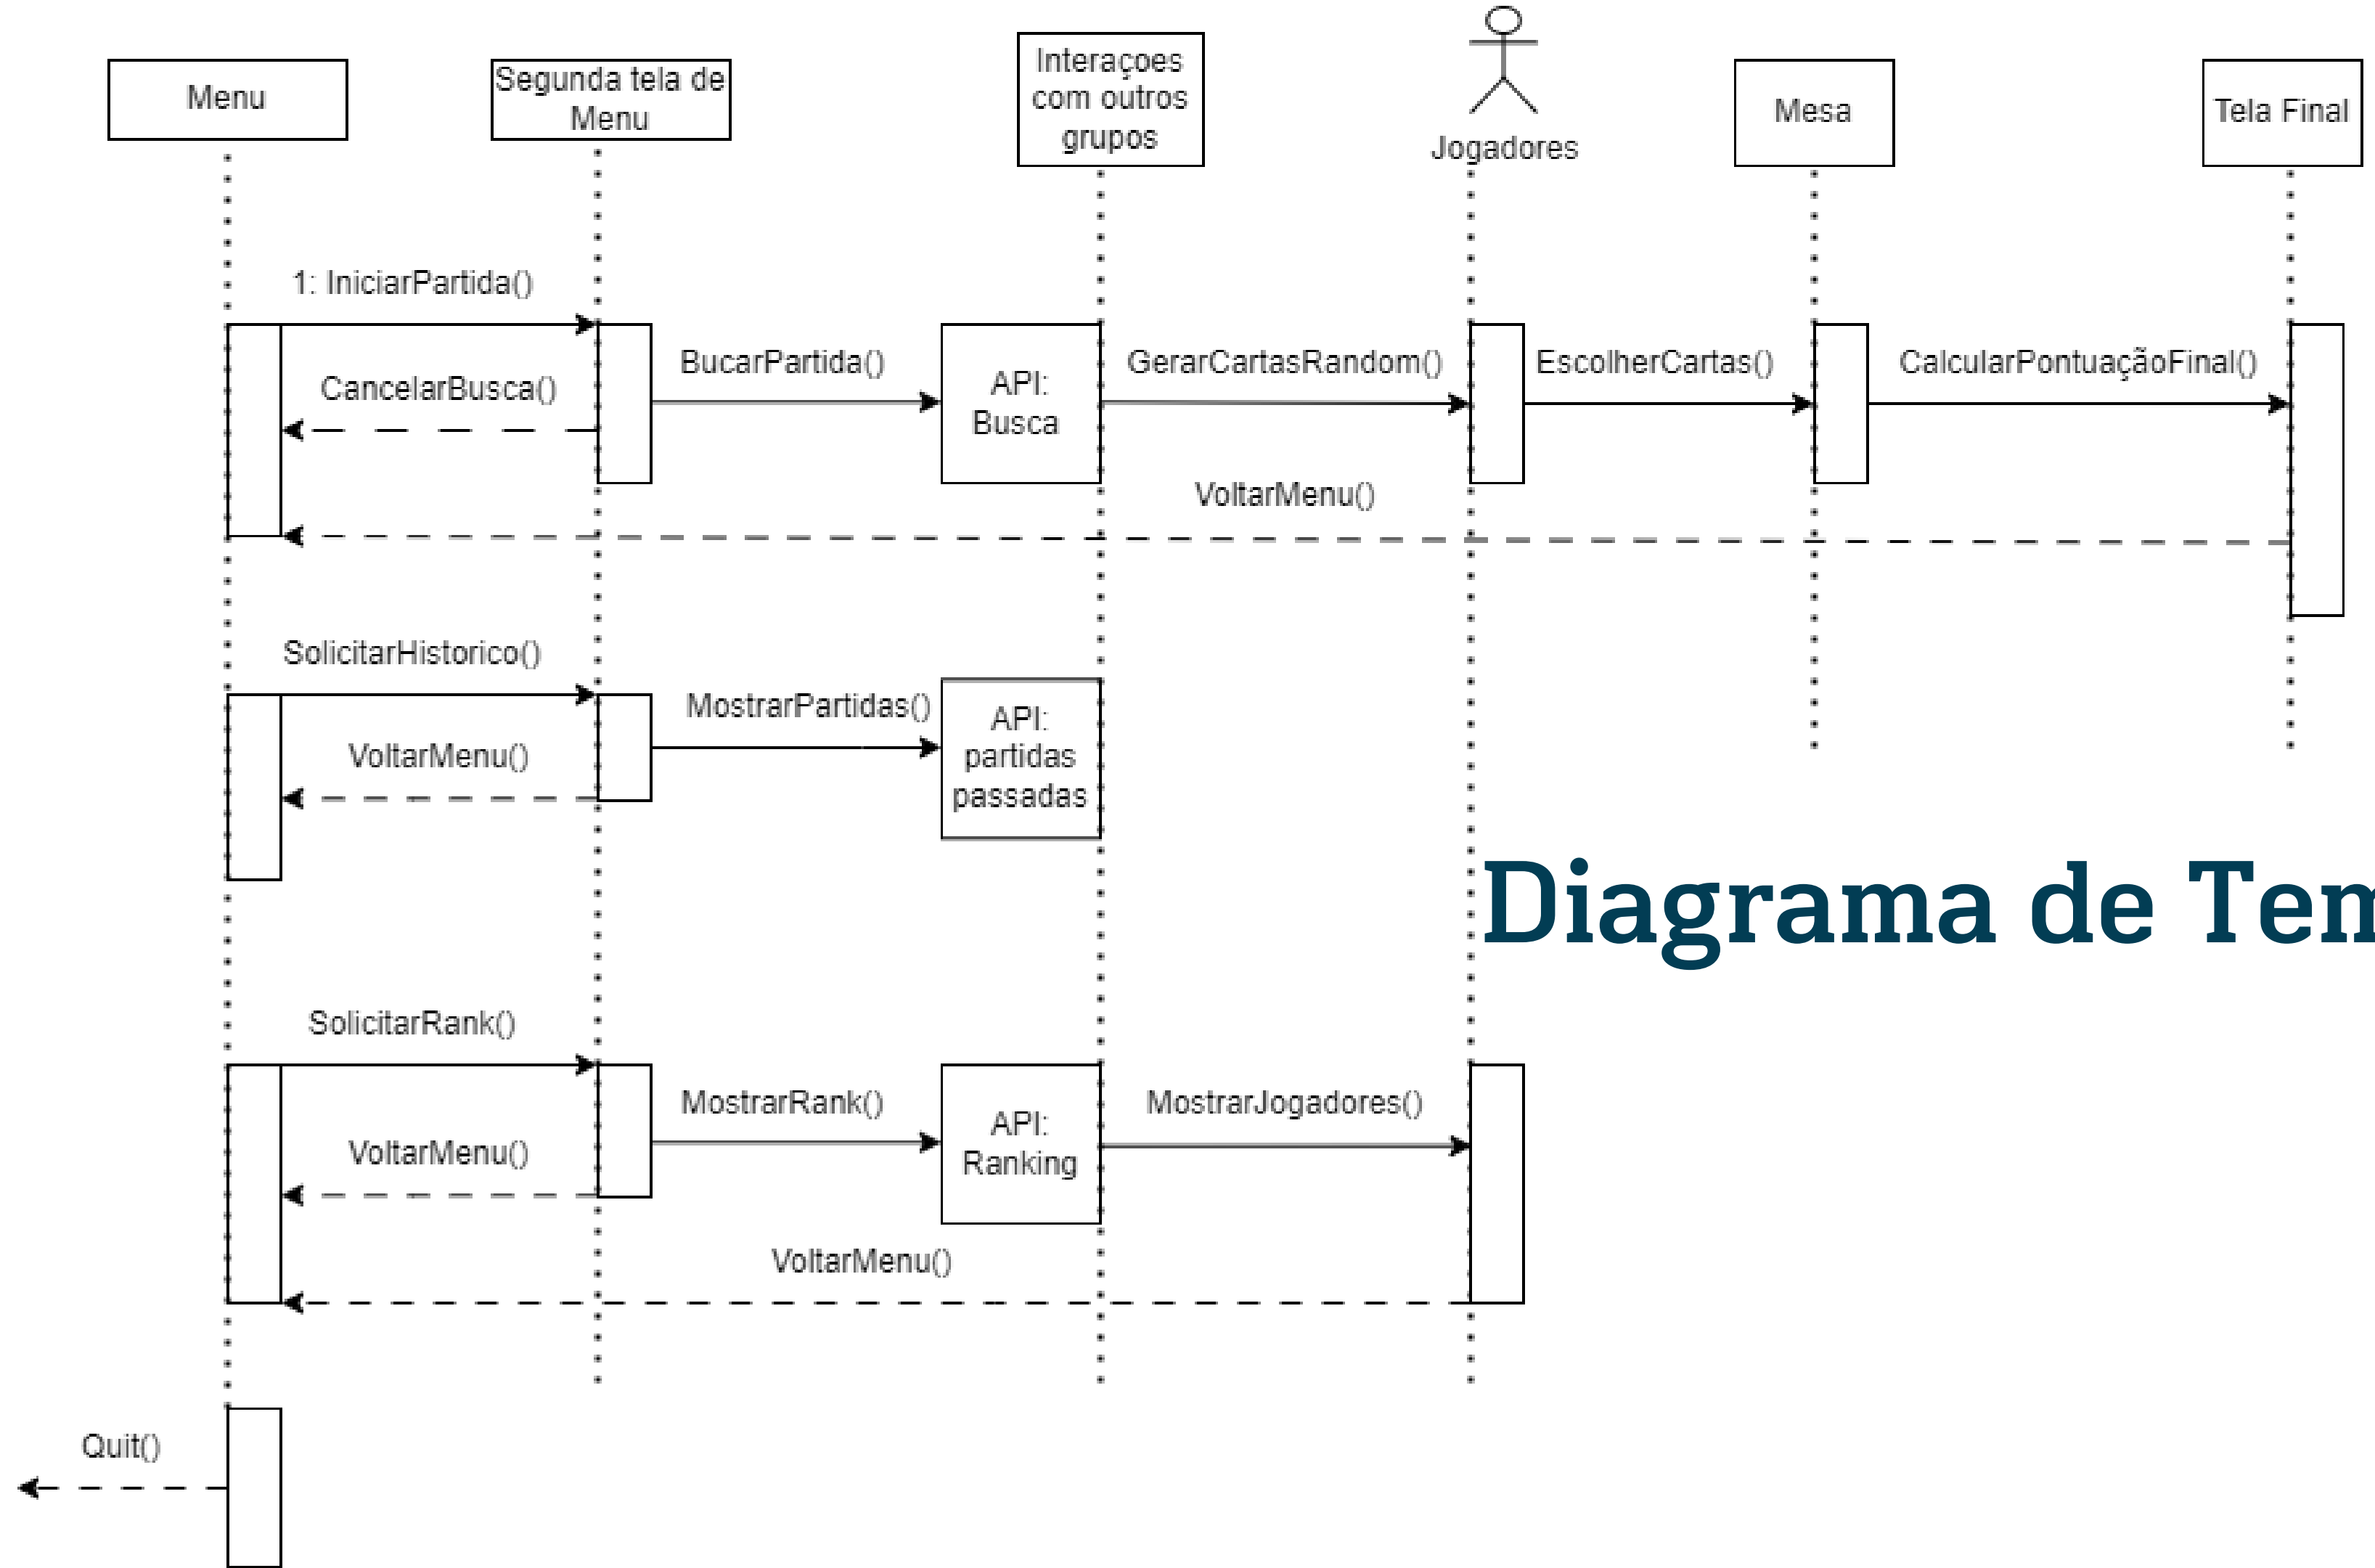 Menu
Segunda tela de
Menu
Interaçoes
com outros
grupos
Jogadores
Mesa
Tela Final
1: IniciarPartida()
CancelarBusca()
BucarPartida()
API:
Busca
GerarCartasRandom()
EscolherCartas()
CalcularPontuaçãoFinal()
VoltarMenu()
SolicitarHistorico()
VoltarMenu()
MostrarPartidas()
API:
partidas
passadas
Diagrama de
SolicitarRank()
VoltarMenu()
MostrarRank()
API:
Ranking
MostrarJogadores()
VoltarMenu()
Quit()